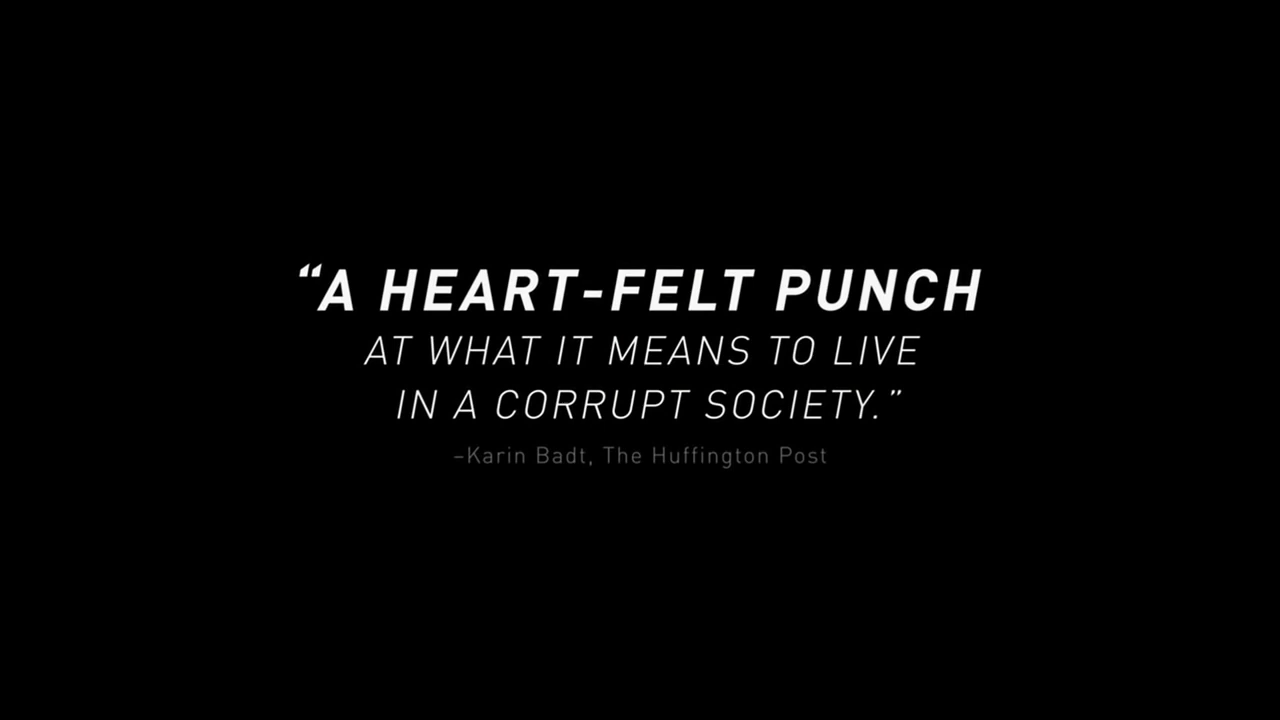 “A HEART-FELT PUNCH
AT WHAT IT MEANS TO LIVE
IN A CORRUPT SOCIETY.”
–Karin Badt, The Huffington Post